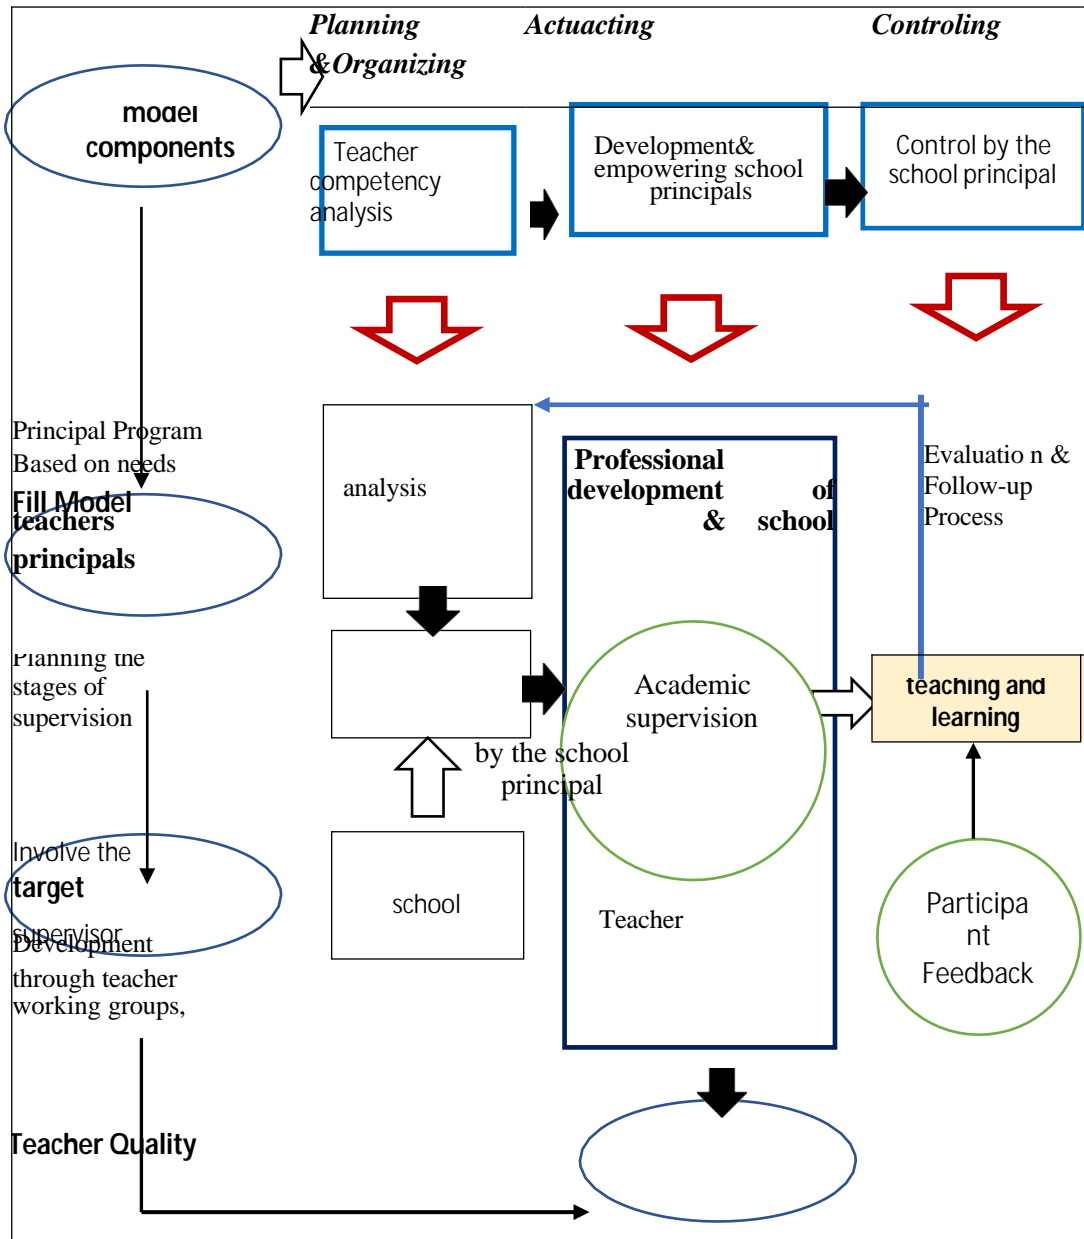 Planning
&Organizing
Actuacting
Controling
model
components
Teacher
competency
analysis
Development&
empowering school
principals
Control by the
school principal
Principal Program
Based on needs
Fill Model
teachers
principals
analysis
Professional
development of
& school
Evaluatio n &
Follow-up
Process
Planning the
stages of
supervision
Academic
supervision
teaching and
learning
by the school
principal
Involve the
target
supervisor
Development
through teacher
working groups,
school
Teacher
Participa
nt
Feedback
Teacher Quality